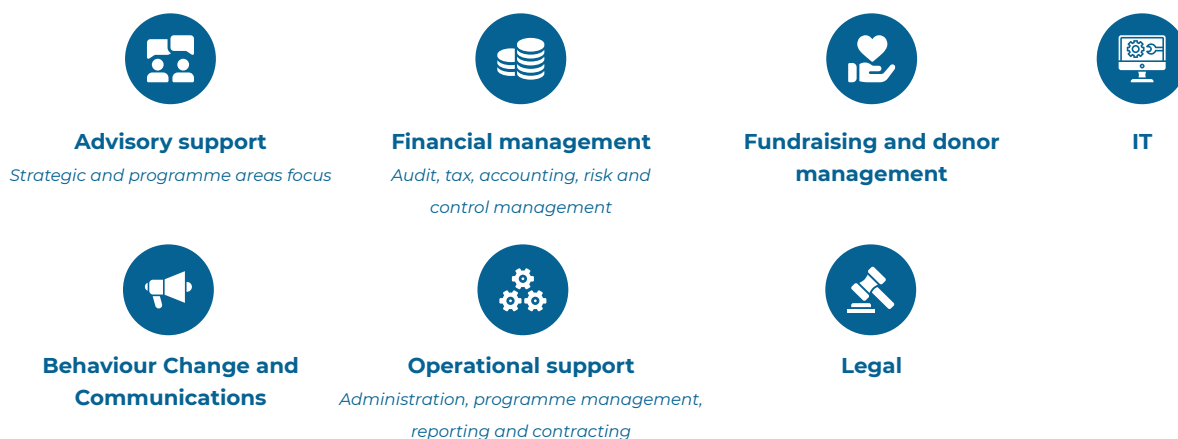 Advisory support
Strategic and programme areas focus
Financial management
Audit, tax, accounting, risk and
control management
Fundraising and donor
management
IT
Behaviour Change and
Communications
Operational support
Administration, programme management,
reporting and contracting
Legal